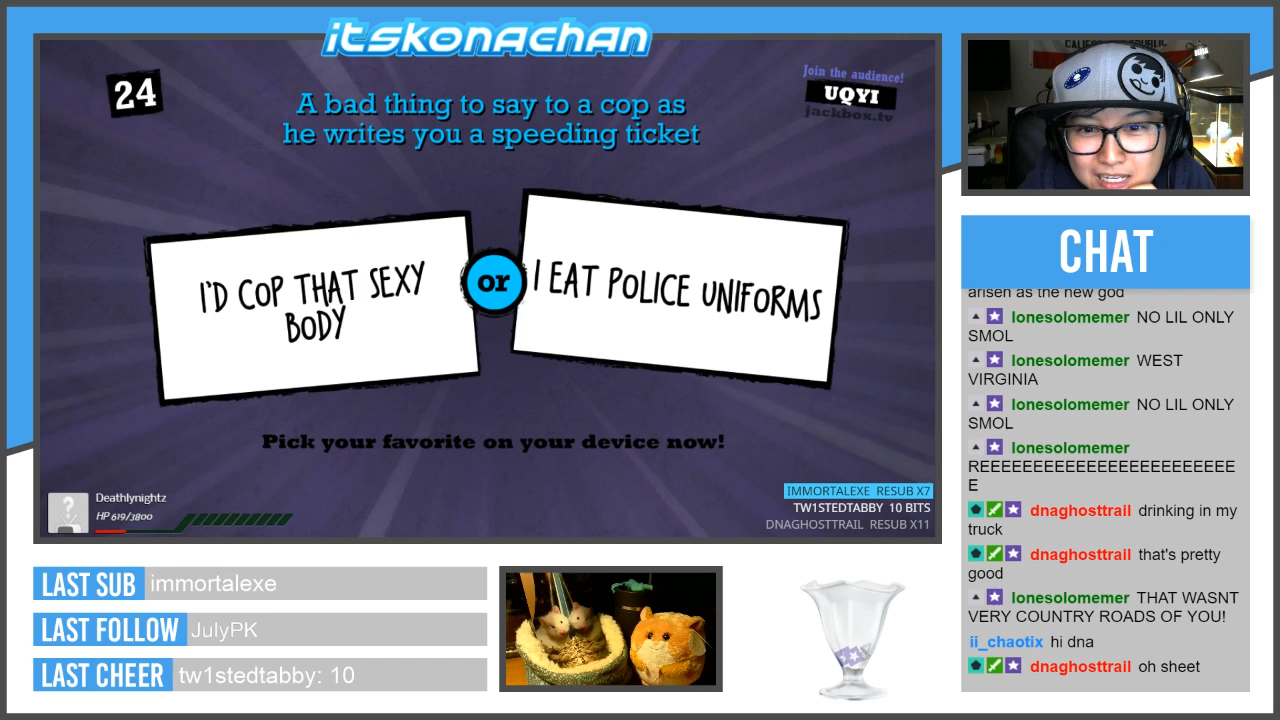 itskonachan
24
Join the audience!
UQYI
jackbox.tv
A bad thing to say to a cop as
he writes you a speeding ticket
I'D COP THAT SEXY
BODY
or
I EAT POLICE UNIFORMS
Pick your favorite on your device now!
Deathlynightz
HP 619/3800
IMMORTALEXE RESUB X7
TW1STEDTABBY 10 BITS
DNAGHOSTTRAIL RESUB X11
LAST SUB immortalexe
LAST FOLLOW JulyPK
LAST CHEER tw1stedtabby: 10
CHAT
arisen as the new god
lonesolomemer NO LIL ONLY
SMOL
lonesolomemer WEST
VIRGINIA
lonesolomemer NO LIL ONLY
SMOL
lonesolomemer
REEEEEEEEEEEEEEEEEEEEEEEE
E
dnaghosttrail drinking in my
truck
dnaghosttrail that's pretty
good
lonesolomemer THAT WASNT
VERY COUNTRY ROADS OF YOU!
ii_chaotix hi dna
dnaghosttrail oh sheet